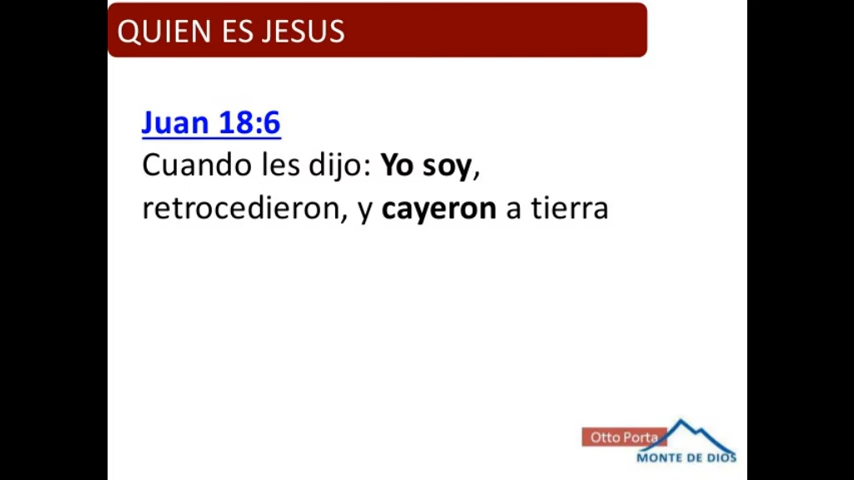 QUIEN ES JESUS
Juan 18:6
Cuando les dijo: Yo soy,
retrocedieron, y cayeron a tierra
Otto Porta
MONTE DE DIOS